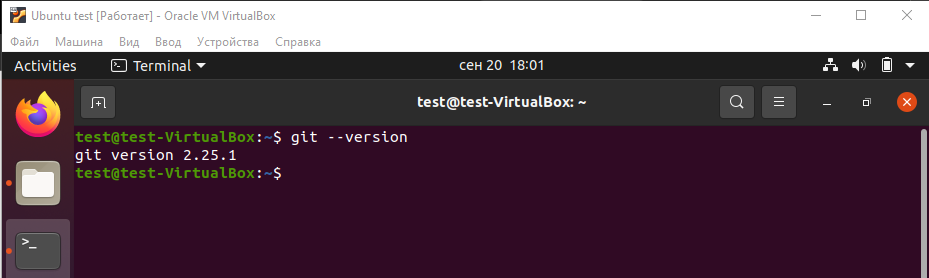 Ubuntu test [Работает] - Oracle VM VirtualBox
Файл Машина Вид Ввод Устройства Справка
Activities Terminal сен 20 18:01
test@test-VirtualBox: ~
test@test-VirtualBox:~$ git --version
git version 2.25.1
test@test-VirtualBox:~$
>_